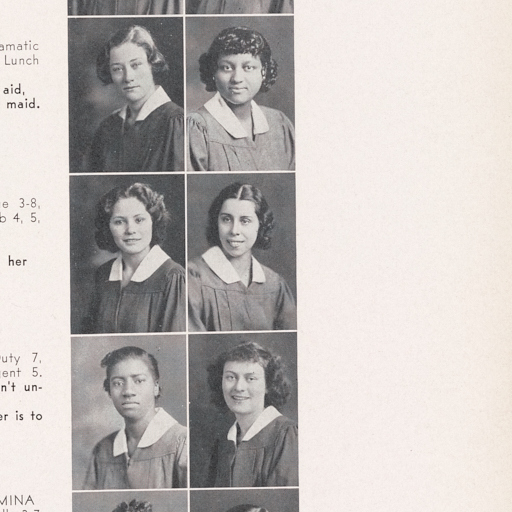 amatic
Lunch
aid,
maid.
e 3-8,
b 4, 5,
her
uty 7,
ent 5.
n't un-
er is to
MINA